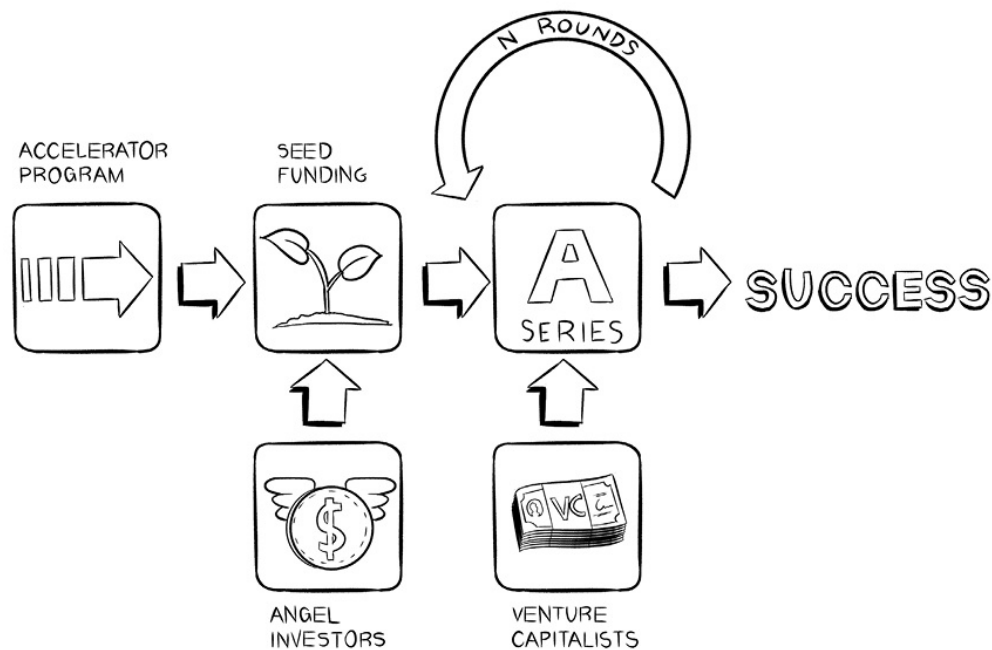 N ROUNDS
ACCELERATOR
PROGRAM
SEED
FUNDING
A
SERIES
SUCCESS
$
VC
ANGEL
INVESTORS
VENTURE
CAPITALISTS